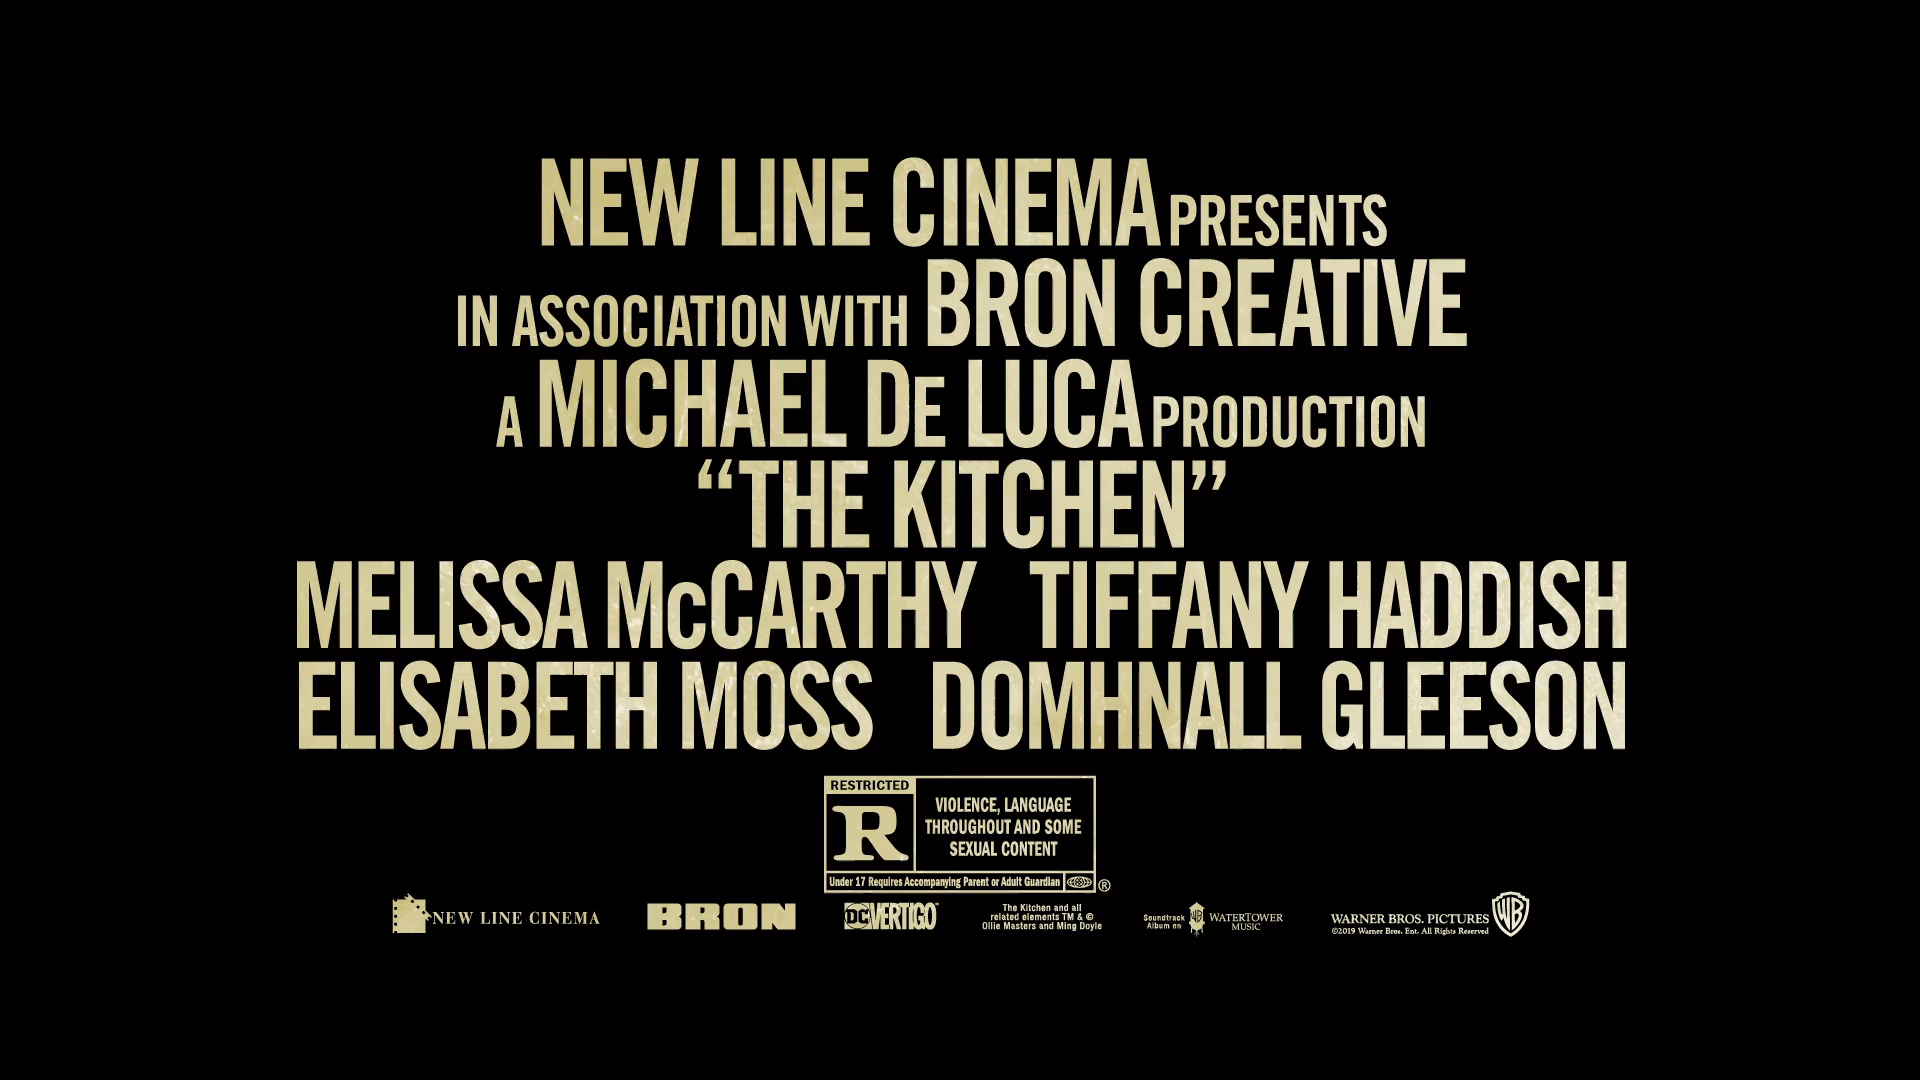 NEW LINE CINEMA PRESENTS
IN ASSOCIATION WITH BRON CREATIVE
A MICHAEL DE LUCA PRODUCTION
“THE KITCHEN”
MELISSA McCARTHY TIFFANY HADDISH
ELISABETH MOSS DOMHNALL GLEESON
RESTRICTED
R
VIOLENCE, LANGUAGE
THROUGHOUT AND SOME
SEXUAL CONTENT
Under 17 Requires Accompanying Parent or Adult Guardian ®
NEW LINE CINEMA
BRON
DC VERTIGO™
The Kitchen and all
related elements TM & ©
Ollie Masters and Ming Doyle
Soundtrack
Album on
WB
WATERTOWER
MUSIC
WARNER BROS. PICTURES
©2019 Warner Bros. Ent. All Rights Reserved
WB